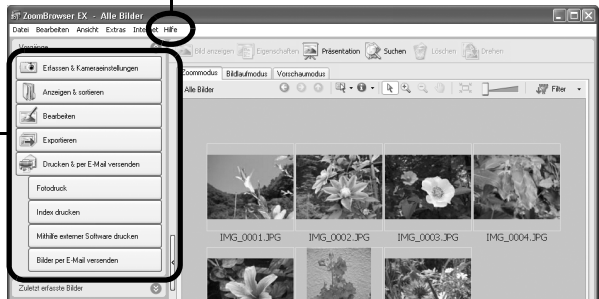 ZoomBrowser EX - Alle Bilder
Datei Bearbeiten Ansicht Extras Internet Hilfe
Vorgänge
Bild anzeigen Eigenschaften Präsentation Suchen Löschen Drehen
Zoommodus Bildlaufmodus Vorschaumodus
Alle Bilder Filter
Erfassen & Kameraeinstellungen
Anzeigen & sortieren
Bearbeiten
Exportieren
Drucken & per E-Mail versenden
Fotodruck
Index drucken
Mithilfe externer Software drucken
Bilder per E-Mail versenden
Zuletzt erfasste Bilder
IMG_0001.JPG IMG_0002.JPG IMG_0003.JPG IMG_0004.JPG